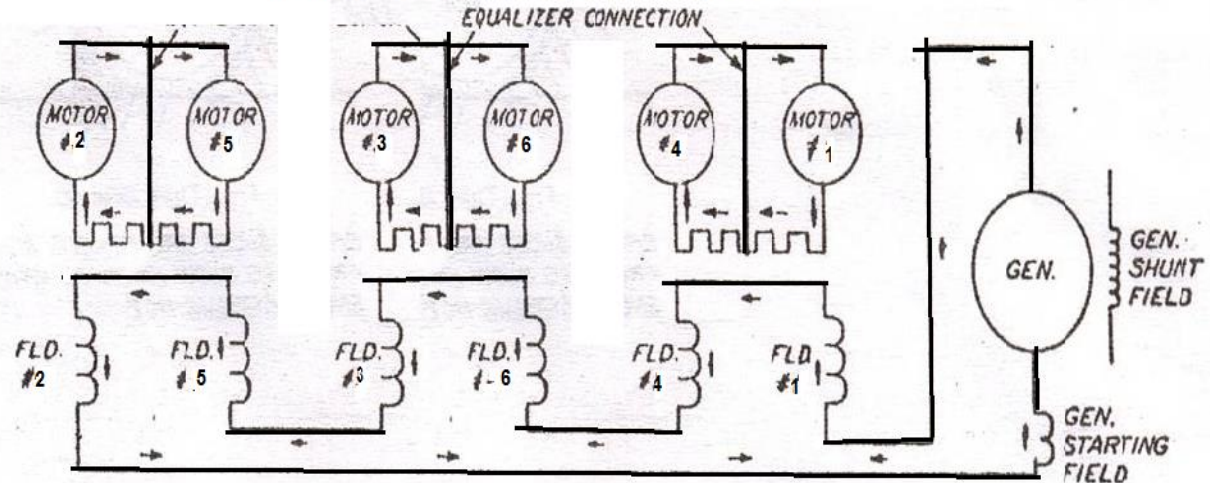 EQUALIZER CONNECTION
MOTOR #2
MOTOR #5
MOTOR #3
MOTOR #6
MOTOR #4
MOTOR #1
GEN.
GEN. SHUNT FIELD
FLD. #2
FLD. #5
FLD. #3
FLD. #-6
FLD. #4
FLD. #1
GEN. STARTING FIELD